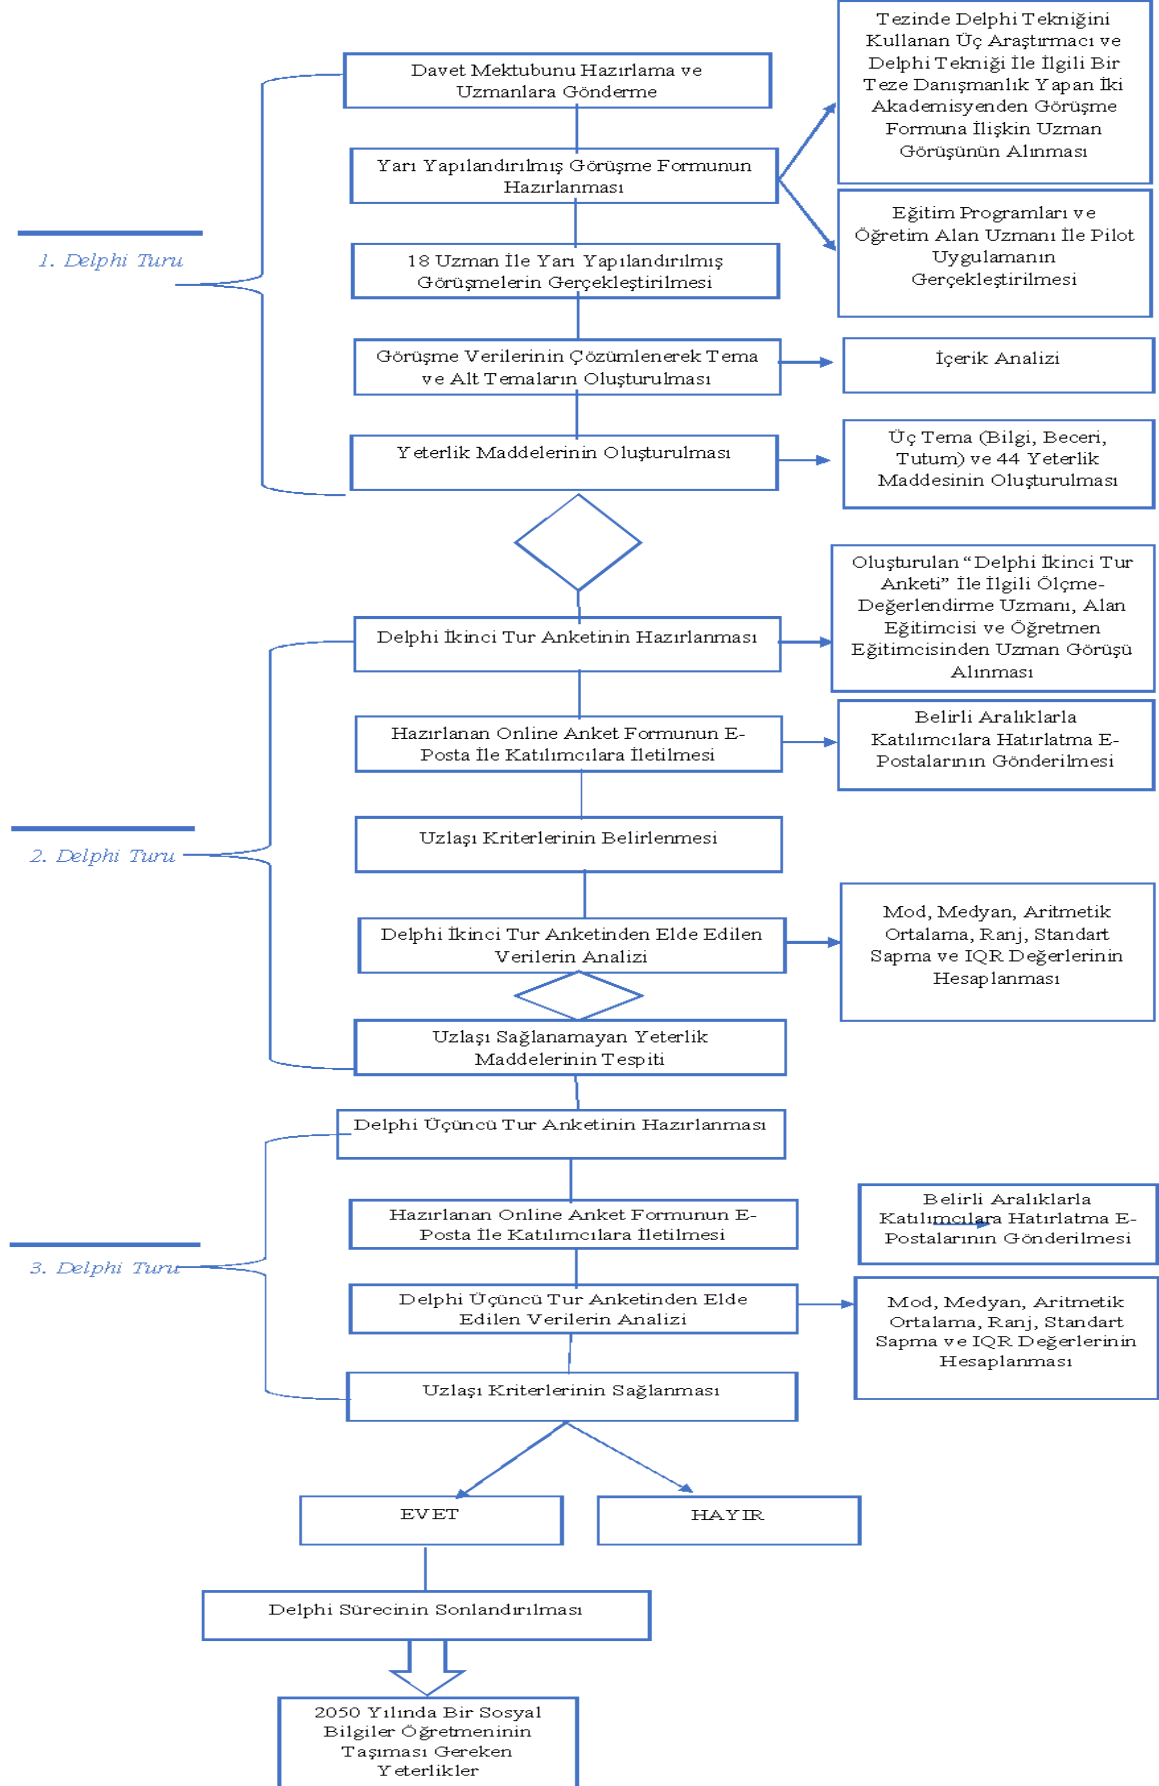 Davet Mektubunu Hazırlama ve
Uzmanlara Gönderme
Tezinde Delphi Tekniğini
Kullanan Üç Araştırmacı ve
Delphi Tekniği İle İlgili Bir
Teze Danışmanlık Yapan İki
Akademisyenden Görüşme
Formuna İlişkin Uzman
Görüşünün Alınması
Yarı Yapılandırılmış Görüşme Formunun
Hazırlanması
Eğitim Programları ve
Öğretim Alan Uzmanı İle Pilot
Uygulamanın
Gerçekleştirilmesi
1. Delphi Turu
18 Uzman İle Yarı Yapılandırılmış
Görüşmelerin Gerçekleştirilmesi
Görüşme Verilerinin Çözümlenerek Tema
ve Alt Temaların Oluşturulması
İçerik Analizi
Yeterlik Maddelerinin Oluşturulması
Üç Tema (Bilgi, Beceri,
Tutum) ve 44 Yeterlik
Maddesinin Oluşturulması
Delphi İkinci Tur Anketinin Hazırlanması
Oluşturulan “Delphi İkinci Tur
Anketi” İle İlgili Ölçme-
Değerlendirme Uzmanı, Alan
Eğitimcisi ve Öğretmen
Eğitimcisinden Uzman Görüşü
Alınması
Hazırlanan Online Anket Formunun E-
Posta İle Katılımcılara İletilmesi
Belirli Aralıklarla
Katılımcılara Hatırlatma E-
Postalarının Gönderilmesi
Uzlaşı Kriterlerinin Belirlenmesi
2. Delphi Turu
Delphi İkinci Tur Anketinden Elde Edilen
Verilerin Analizi
Mod, Medyan, Aritmetik
Ortalama, Ranj, Standart
Sapma ve IQR Değerlerinin
Hesaplanması
Uzlaşı Sağlanamayan Yeterlik
Maddelerinin Tespiti
Delphi Üçüncü Tur Anketinin Hazırlanması
Hazırlanan Online Anket Formunun E-
Posta İle Katılımcılara İletilmesi
Belirli Aralıklarla
Katılımcılara Hatırlatma E-
Postalarının Gönderilmesi
3. Delphi Turu
Delphi Üçüncü Tur Anketinden Elde
Edilen Verilerin Analizi
Mod, Medyan, Aritmetik
Ortalama, Ranj, Standart
Sapma ve IQR Değerlerinin
Hesaplanması
Uzlaşı Kriterlerinin Sağlanması
EVET
HAYIR
Delphi Sürecinin Sonlandırılması
2050 Yılında Bir Sosyal
Bilgiler Öğretmeninin
Taşıması Gereken
Yeterlikler